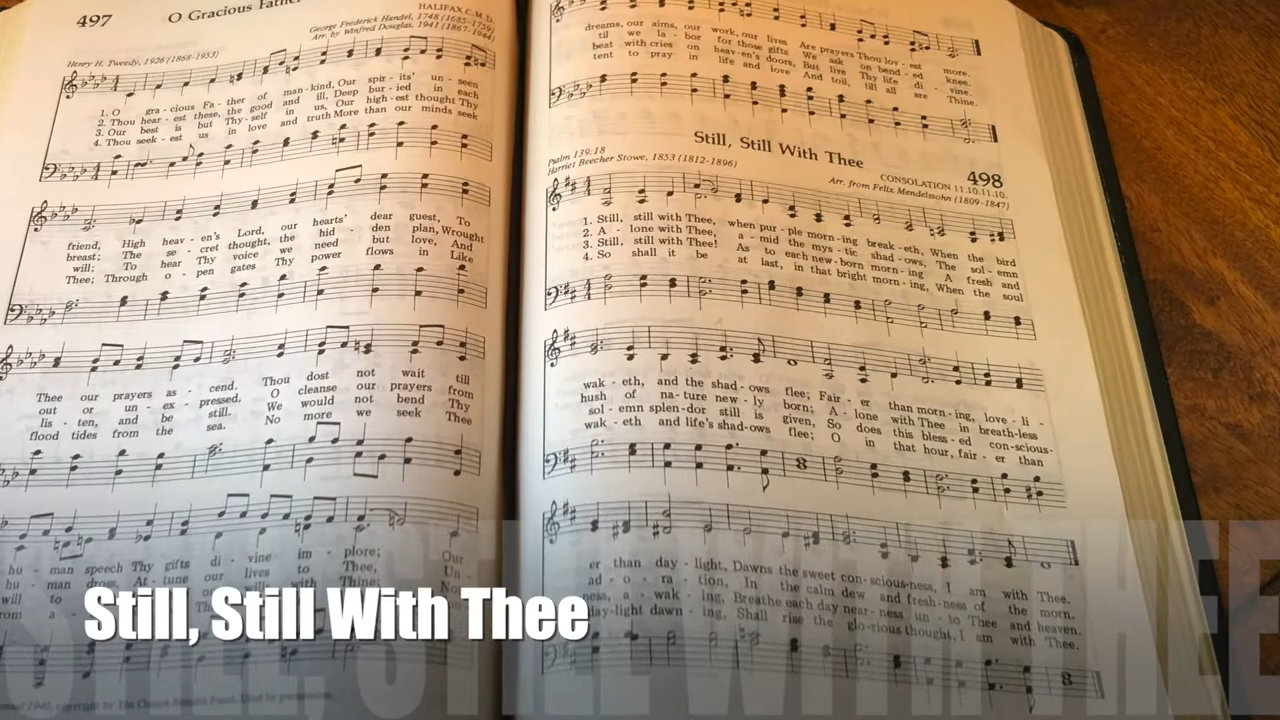 497
O Gracious Father
HALIFAX C.M.D.
George Frederick Handel, 1748 (1685-1759)
Arr. by Winfred Douglas, 1941 (1867-1944)
Henry H. Tweedy, 1926 (1868-1953)
1. O gra - cious Fa - ther of man - kind, Our spir - its' un - seen
2. Thou hear - est these, the good and ill, Deep bur - ied in each
3. Our best is but Thy - self in us, Our high - est thought Thy
4. Thou seek - est us in love and truth More than our minds seek
friend, High heav - en's Lord, our hearts' dear guest, To
breast; The se - cret thought, the hid - den plan, Wrought
will; To hear Thy voice we need but love, And
Thee; Through o - pen gates Thy power flows in Like
Thee our prayers as - cend. Thou dost not wait till
out or un - ex - pressed. O cleanse our prayers from
lis - ten, and be still. We would not bend Thy
flood tides from the sea. No more we seek Thee
hu - man speech Thy gifts di - vine im - plore; Our
hu - man dross, At - tune our lives to Thee, Un -
will to with Thine; No
rom a
dreams, our aims, our work, our lives Are prayers Thou lov - est more.
til we la - bor for those gifts We ask on bend - ed knee.
beat with cries on heav - en's doors, But live Thy life di - vine.
tent to pray in life and love And toil, till all are Thine.
Still, Still With Thee
Psalm 139:18
Harriet Beecher Stowe, 1853 (1812-1896)
498
CONSOLATION 11.10.11.10.
Arr. from Felix Mendelssohn (1809-1847)
1. Still, still with Thee, when pur - ple morn - ing break - eth, When the bird
2. A - lone with Thee, a - mid the mys - tic shad - ows, The sol - emn
3. Still, still with Thee! As to each new - born morn - ing A fresh and
4. So shall it be at last, in that bright morn - ing, When the soul
wak - eth, and the shad - ows flee; Fair - er than morn - ing, love - li -
hush of na - ture new - ly born; A - lone with Thee in breath - less
sol - emn splen - dor still is given, So does this bless - ed con - scious-
wak - eth and life's shad - ows flee; O in that hour, fair - er than
er than day - light, Dawns the sweet con - scious - ness, I am with Thee.
ad - o - ra - tion, In the calm dew and fresh - ness of the morn.
ness, a - wak - ing, Breathe each day near - ness un - to Thee and heaven.
day - light dawn - ing, Shall rise the glo - rious thought, I am with Thee.
Still, Still With Thee